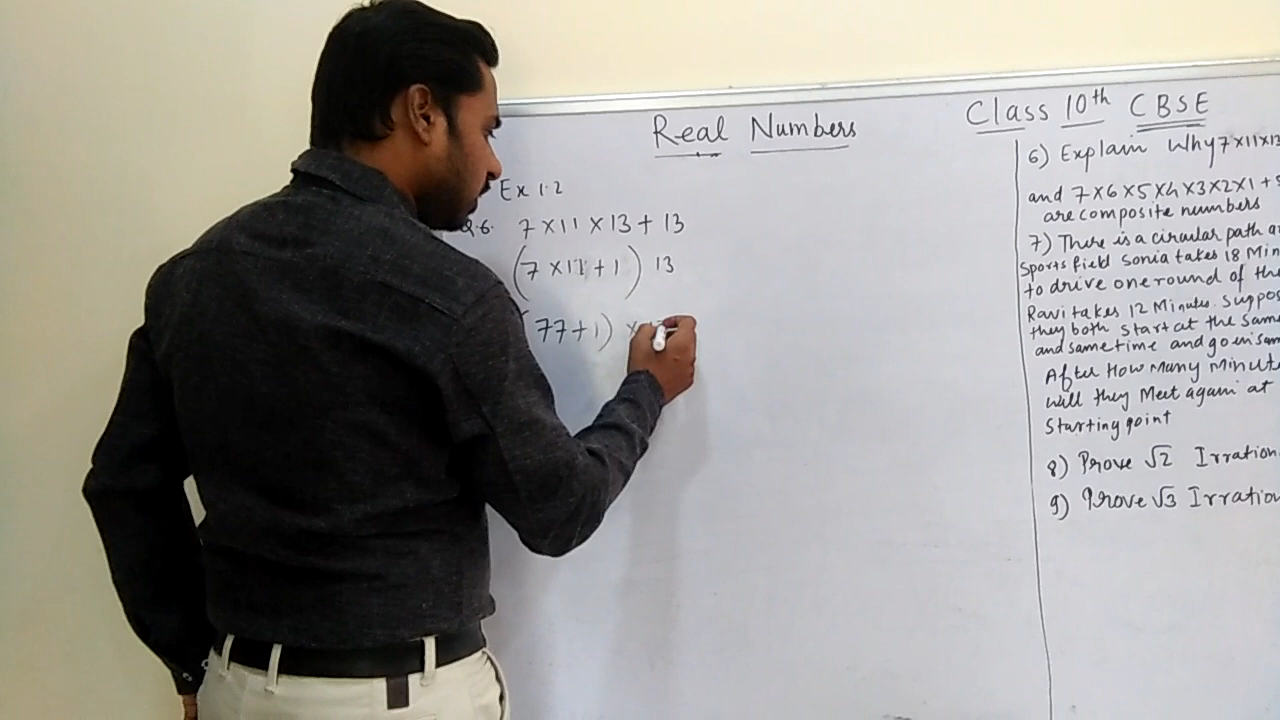 Real Numbers
Class 10th CBSE
Ex 1.2
Q.6. 7 × 11 × 13 + 13
(7 × 11 + 1) 13
(77+1) ×
6) Explain Why 7×11×13
and 7×6×5×4×3×2×1 +
are composite numbers
7) There is a circular path a
Sports field Sonia takes 18 Min
to drive one round of the
Ravi takes 12 Minutes. Suppos
they both start at the same
and same time and go in sam
After How Many Minute
will they Meet again at
Starting point
8) Prove √2 Irration
9) Prove √3 Irration